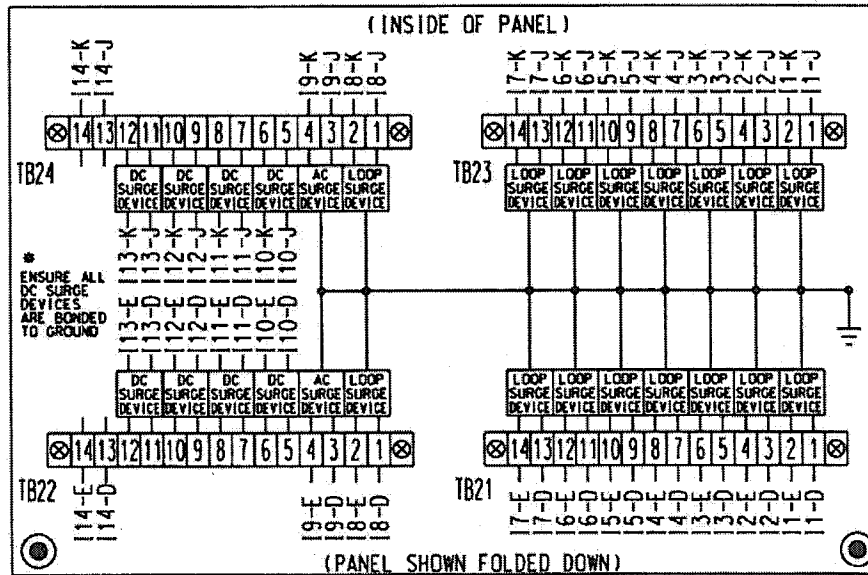 (INSIDE OF PANEL)
I14-K I14-J I9-K I9-J I8-K I8-J
I7-K I7-J I6-K I6-J I5-K I5-J I4-K I4-J I3-K I3-J I2-K I2-J I1-K I1-J
14 13 12 11 10 9 8 7 6 5 4 3 2 1
14 13 12 11 10 9 8 7 6 5 4 3 2 1
TB24
TB23
DC DC DC DC AC LOOP
SURGE SURGE SURGE SURGE SURGE SURGE
DEVICE DEVICE DEVICE DEVICE DEVICE DEVICE
LOOP LOOP LOOP LOOP LOOP LOOP LOOP
SURGE SURGE SURGE SURGE SURGE SURGE SURGE
DEVICE DEVICE DEVICE DEVICE DEVICE DEVICE DEVICE
I13-K I13-J I12-K I12-J I11-K I11-J I10-K I10-J
*
ENSURE ALL
DC SURGE
DEVICES
ARE BONDED
TO GROUND
I13-E I13-D I12-E I12-D I11-E I11-D I10-E I10-D
DC DC DC DC AC LOOP
SURGE SURGE SURGE SURGE SURGE SURGE
DEVICE DEVICE DEVICE DEVICE DEVICE DEVICE
LOOP LOOP LOOP LOOP LOOP LOOP LOOP
SURGE SURGE SURGE SURGE SURGE SURGE SURGE
DEVICE DEVICE DEVICE DEVICE DEVICE DEVICE DEVICE
14 13 12 11 10 9 8 7 6 5 4 3 2 1
14 13 12 11 10 9 8 7 6 5 4 3 2 1
TB22
TB21
I14-E I14-D I9-E I9-D I8-E I8-D
I7-E I7-D I6-E I6-D I5-E I5-D I4-E I4-D I3-E I3-D I2-E I2-D I1-E I1-D
(PANEL SHOWN FOLDED DOWN)